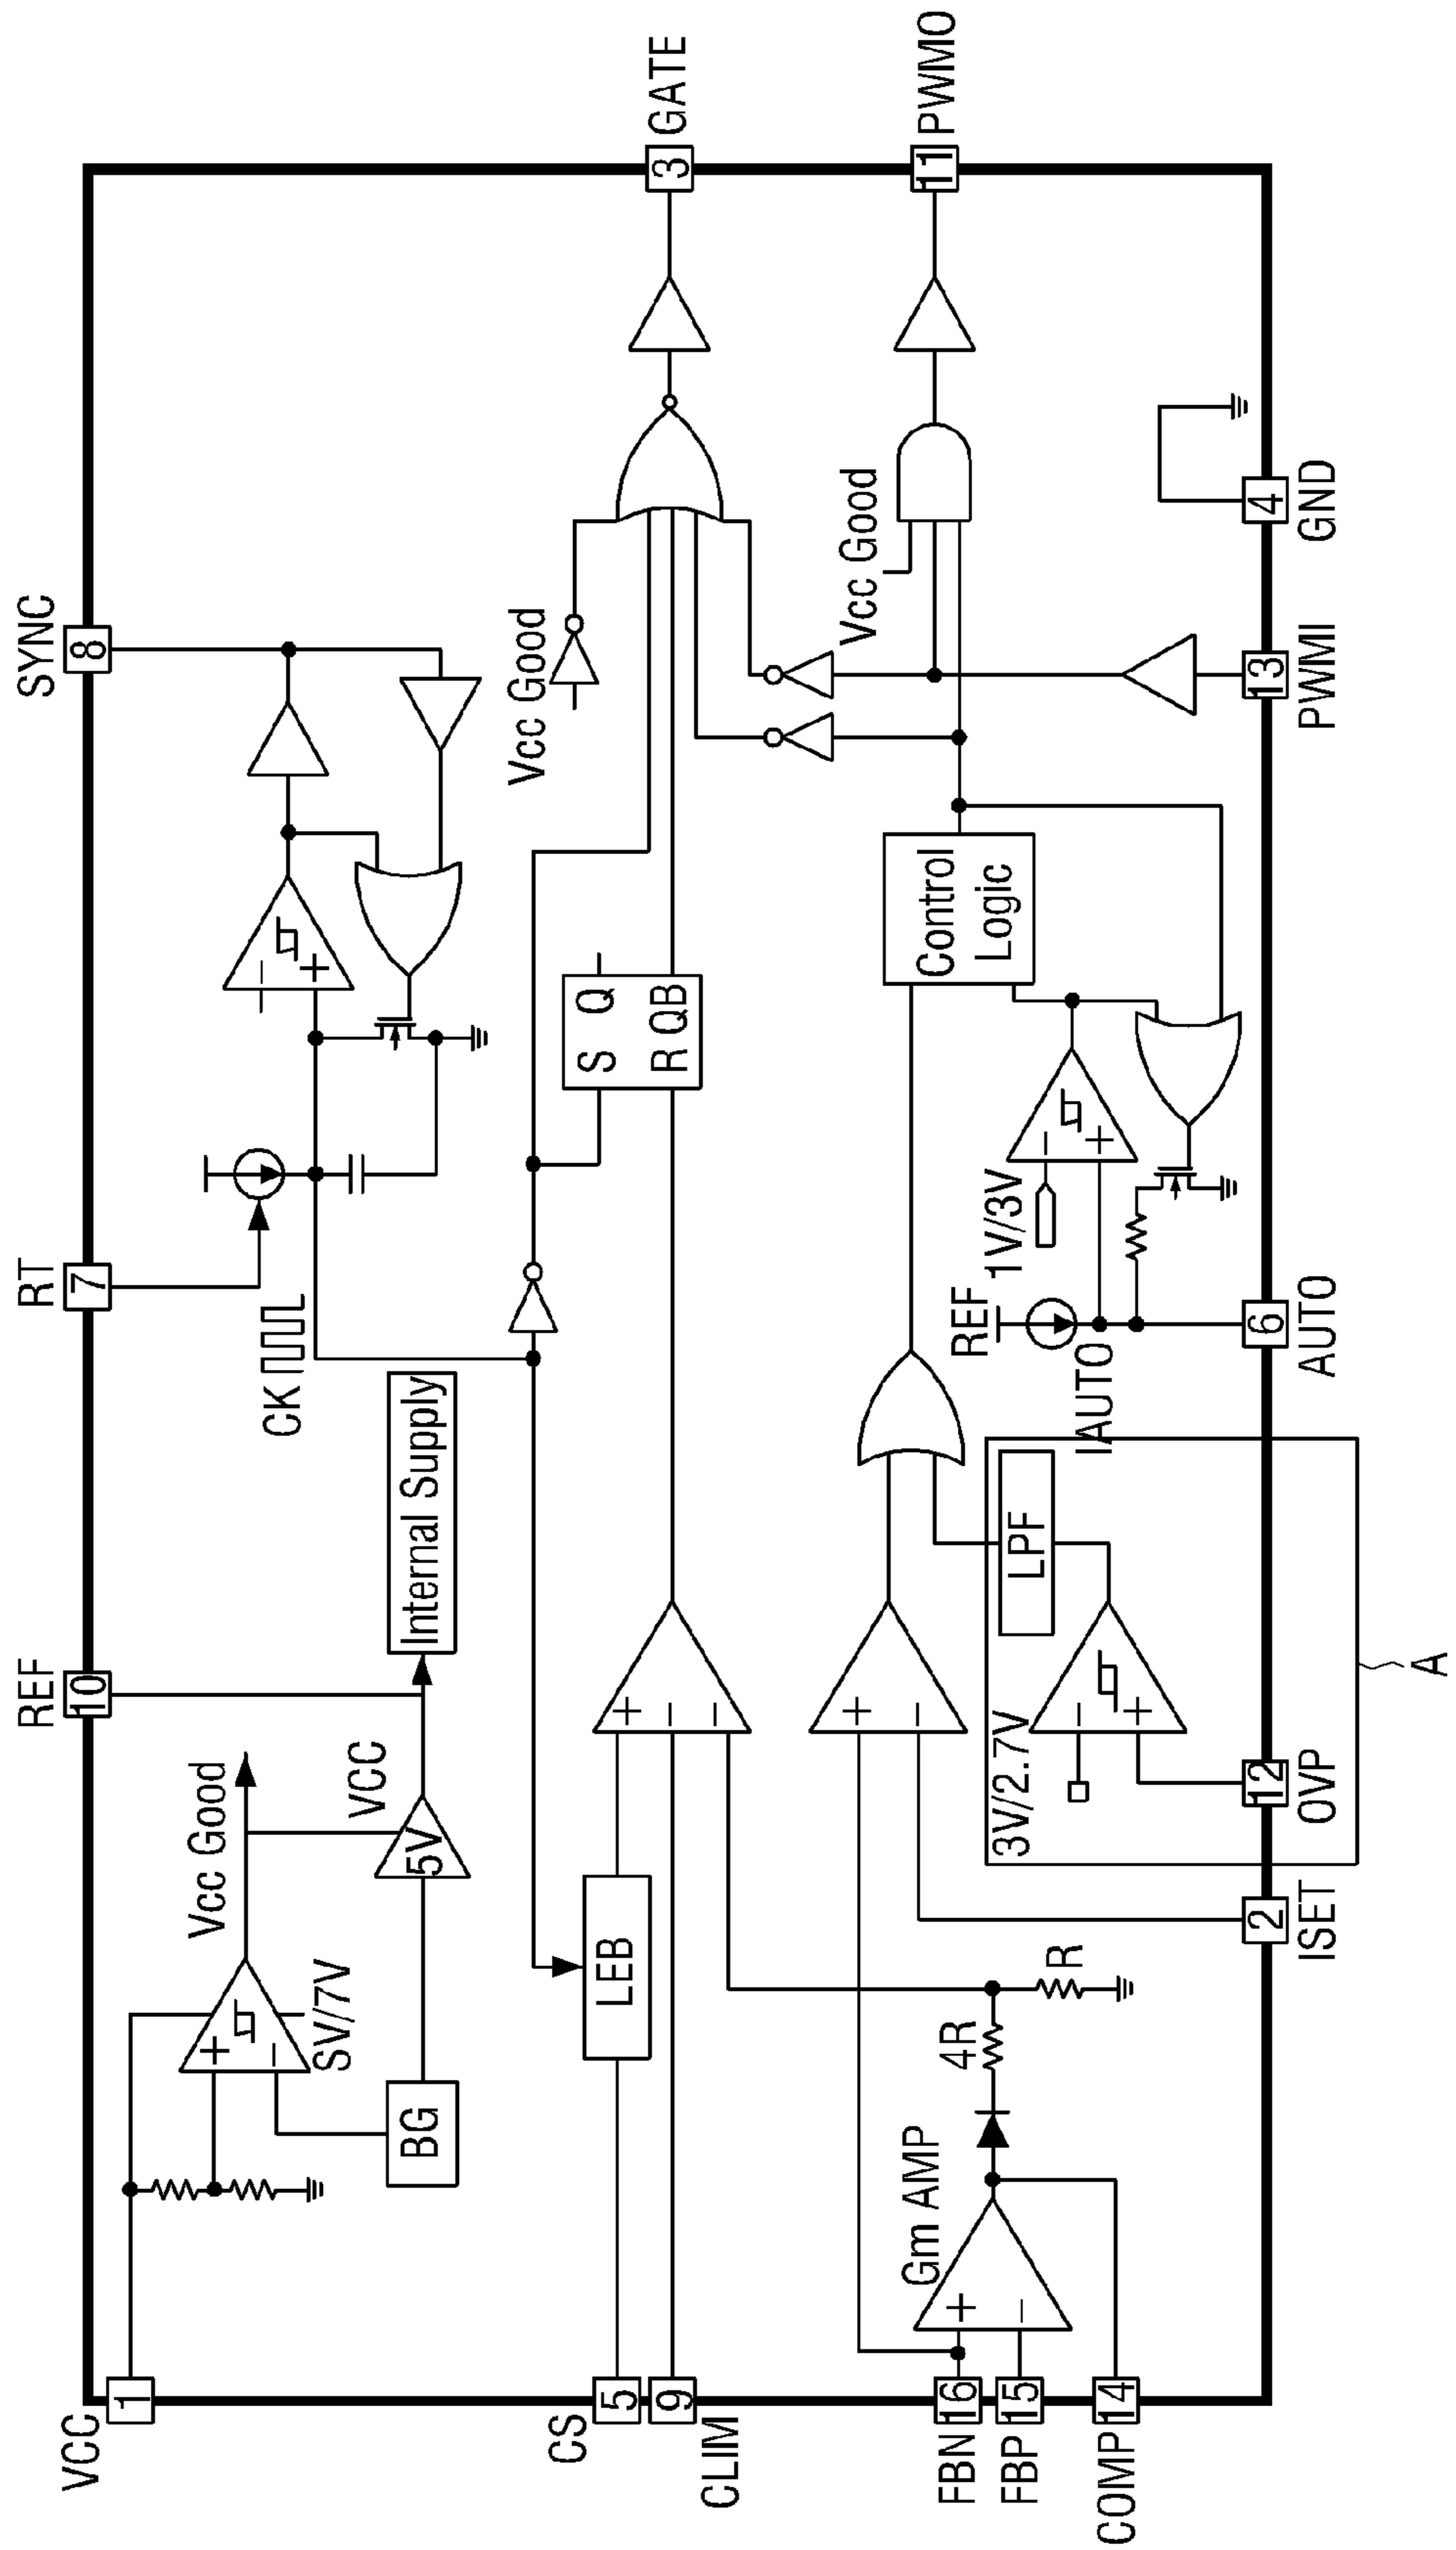 REF
10
RT
7
SYNC
8
VCC
1
Vcc Good
+
−
SV/7V
BG
5V
VCC
Internal Supply
CK
−
+
Vcc Good
CS
5
LEB
CLIM
9
+
−
−
S Q
R QB
3
GATE
FBN
16
FBP
15
COMP
14
+
−
Gm AMP
4R
R
+
−
3V/2.7V
−
+
LPF
A
REF
IAUTO
1V/3V
−
+
Control
Logic
Vcc Good
11
PWMO
2
ISET
12
OVP
6
AUTO
13
PWMI
4
GND